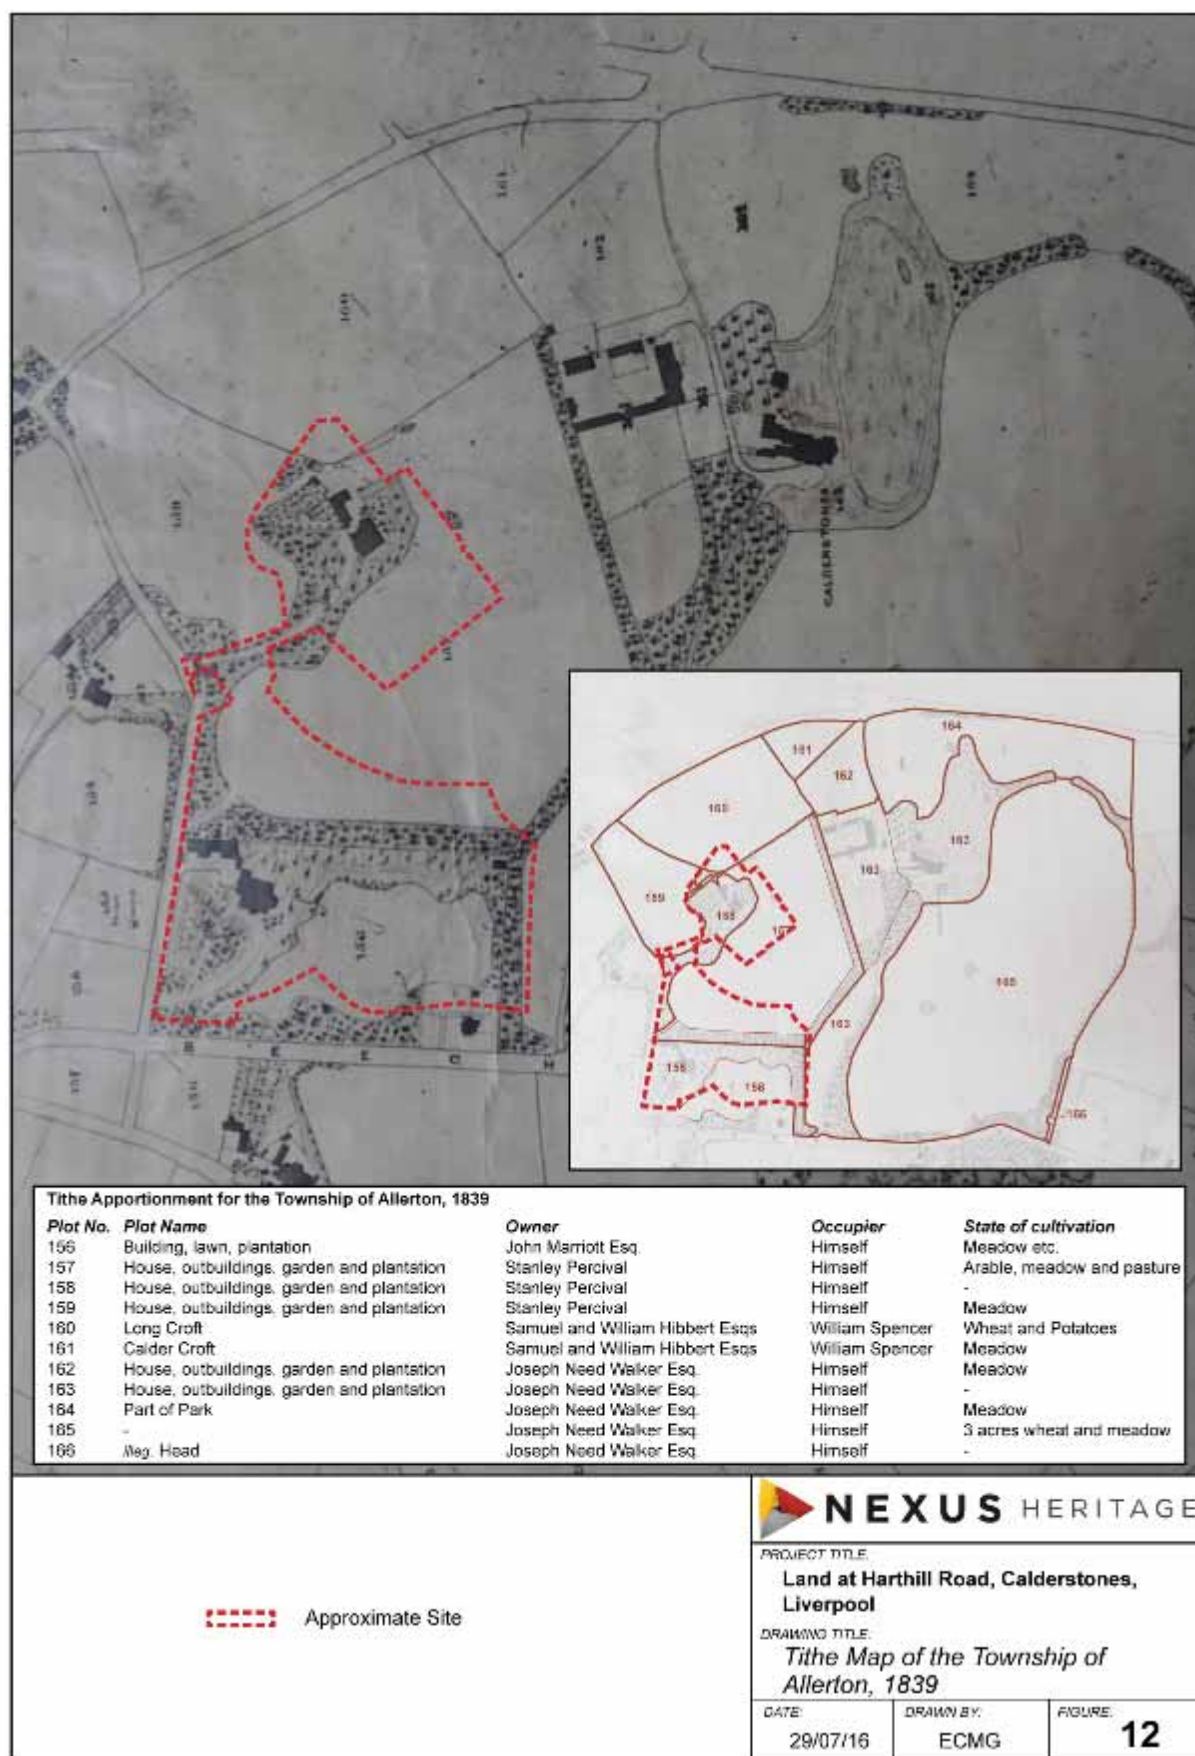 CALDERSTONES
B E E C H
164
161
162
160
163
163
159
158
157
165
163
156
156
166
Tithe Apportionment for the Township of Allerton, 1839
Plot No. Plot Name Owner Occupier State of cultivation
156 Building, lawn, plantation John Marriott Esq. Himself Meadow etc.
157 House, outbuildings, garden and plantation Stanley Percival Himself Arable, meadow and pasture
158 House, outbuildings, garden and plantation Stanley Percival Himself -
159 House, outbuildings, garden and plantation Stanley Percival Himself Meadow
160 Long Croft Samuel and William Hibbert Esqs William Spencer Wheat and Potatoes
161 Calder Croft Samuel and William Hibbert Esqs William Spencer Meadow
162 House, outbuildings, garden and plantation Joseph Need Walker Esq. Himself Meadow
163 House, outbuildings, garden and plantation Joseph Need Walker Esq. Himself -
164 Part of Park Joseph Need Walker Esq. Himself Meadow
165 - Joseph Need Walker Esq. Himself 3 acres wheat and meadow
166 Meg. Head Joseph Need Walker Esq. Himself -
Approximate Site
NEXUS HERITAGE
PROJECT TITLE:
Land at Harthill Road, Calderstones,
Liverpool
DRAWING TITLE:
Tithe Map of the Township of
Allerton, 1839
DATE: DRAWN BY: FIGURE:
29/07/16 ECMG 12